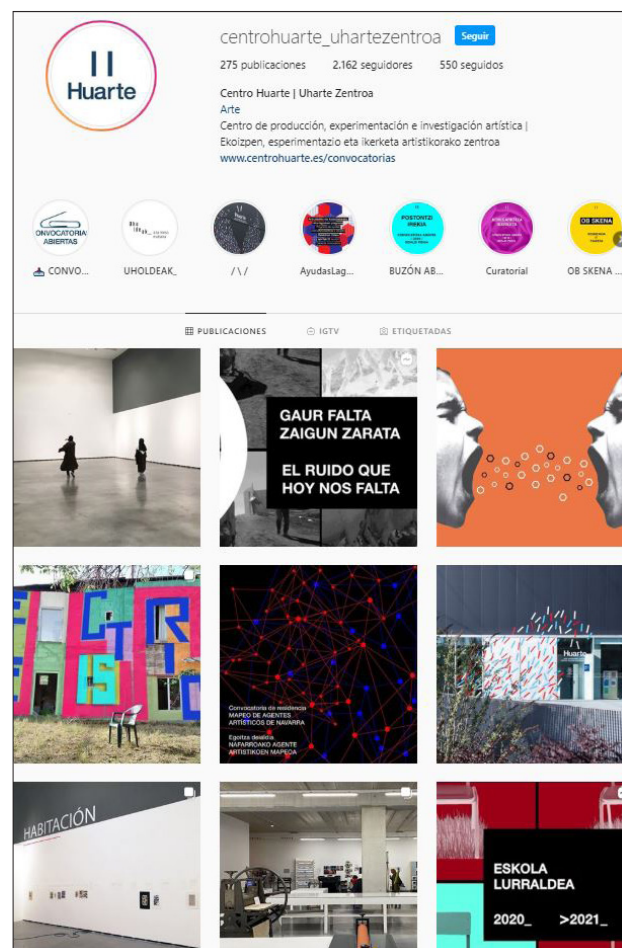 Huarte
centrohuarte_uhartezentroa Seguir
275 publicaciones 2.162 seguidores 550 seguidos
Centro Huarte | Uharte Zentroa
Arte
Centro de producción, experimentación e investigación artística |
Ekoizpen, esperimentazio eta ikerketa artistikorako zentroa
www.centrohuarte.es/convocatorias
ONVOCATORIA
ABIERTAS
Huarte
POSTONTZI
IREKIA
OB SKENA
CONVO... UHOLDEAK_ /\/ AyudasLag... BUZÓN AB... Curatorial OB SKENA ...
PUBLICACIONES IGTV ETIQUETADAS
GAUR FALTA
ZAIGUN ZARATA
EL RUIDO QUE
HOY NOS FALTA
Convocatoria de residencia
MAPEO DE AGENTES
ARTÍSTICOS DE NAVARRA
Egoitza deialdia
NAFARROAKO AGENTE
ARTISTIKOEN MAPEOA
Huarte
HABITACIÓN
ESKOLA
LURRALDEA
2020_ >2021_